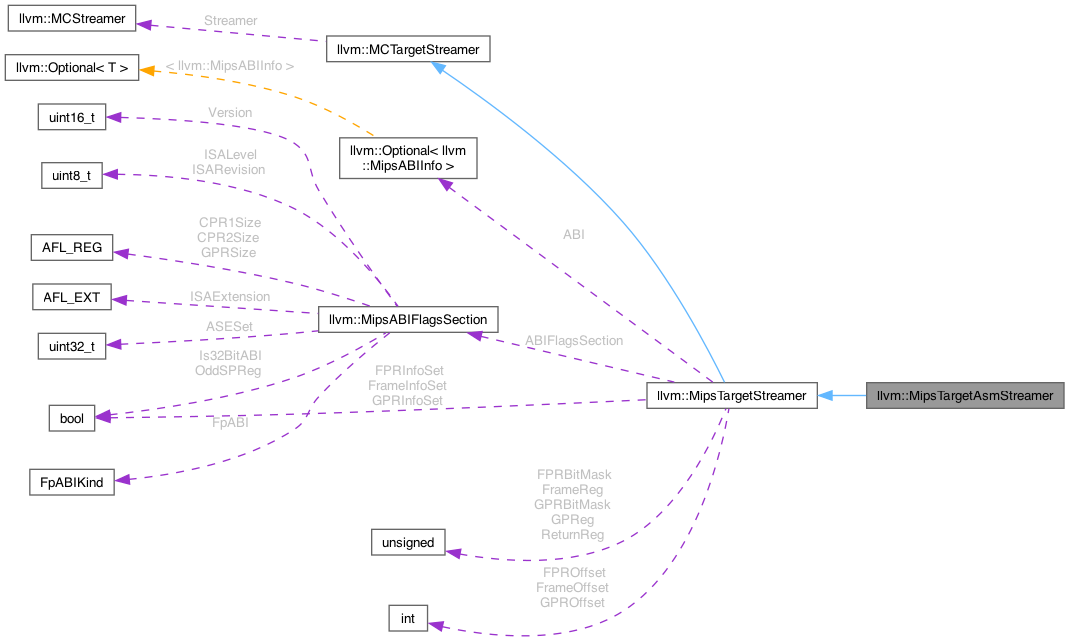 llvm::MCStreamer
Streamer
llvm::MCTargetStreamer
llvm::Optional< T >
< llvm::MipsABIInfo >
uint16_t
Version
llvm::Optional< llvm
::MipsABIInfo >
uint8_t
ISALevel
ISARevision
ABI
AFL_REG
CPR1Size
CPR2Size
GPRSize
AFL_EXT
ISAExtension
llvm::MipsABIFlagsSection
uint32_t
ASESet
ABIFlagsSection
Is32BitABI
OddSPReg
FPRInfoSet
FrameInfoSet
GPRInfoSet
llvm::MipsTargetStreamer
llvm::MipsTargetAsmStreamer
bool
FpABI
FpABIKind
FPRBitMask
FrameReg
GPRBitMask
GPReg
ReturnReg
unsigned
FPROffset
FrameOffset
GPROffset
int